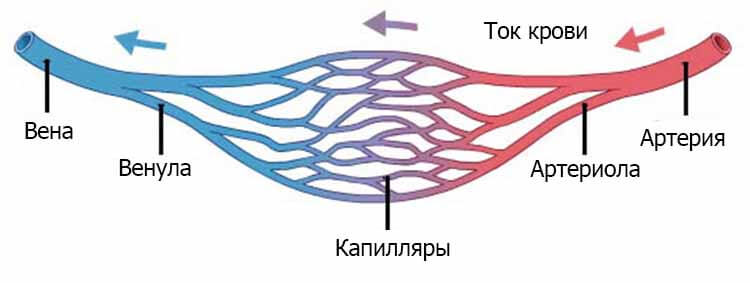 Ток крови
Вена
Венула
Капилляры
Артериола
Артерия